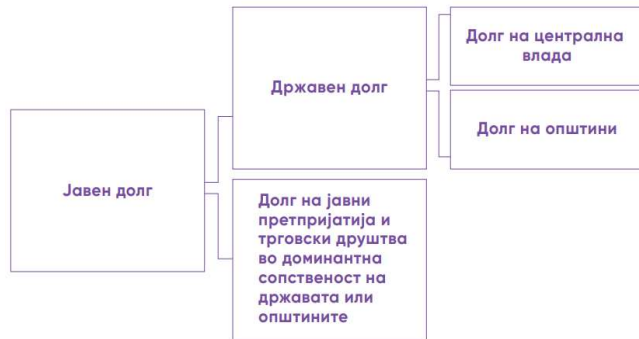 Јавен долг
Државен долг
Долг на централна
влада
Долг на општини
Долг на јавни
претпријатија и
трговски друштва
во доминантна
сопственост на
државата или
општините